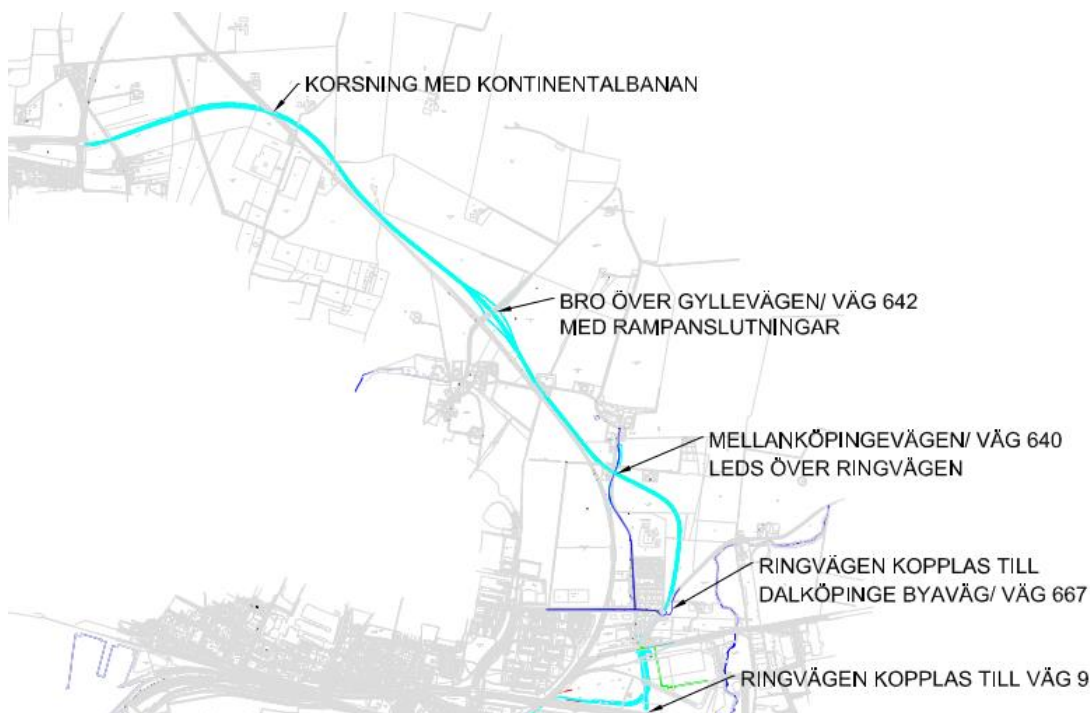 KORSNING MED KONTINENTALBANAN
BRO ÖVER GYLLEVÄGEN/ VÄG 642
MED RAMPANSLUTNINGAR
MELLANKÖPINGEVÄGEN/ VÄG 640
LEDS ÖVER RINGVÄGEN
RINGVÄGEN KOPPLAS TILL
DALKÖPINGE BYAVÄG/ VÄG 667
RINGVÄGEN KOPPLAS TILL VÄG 9